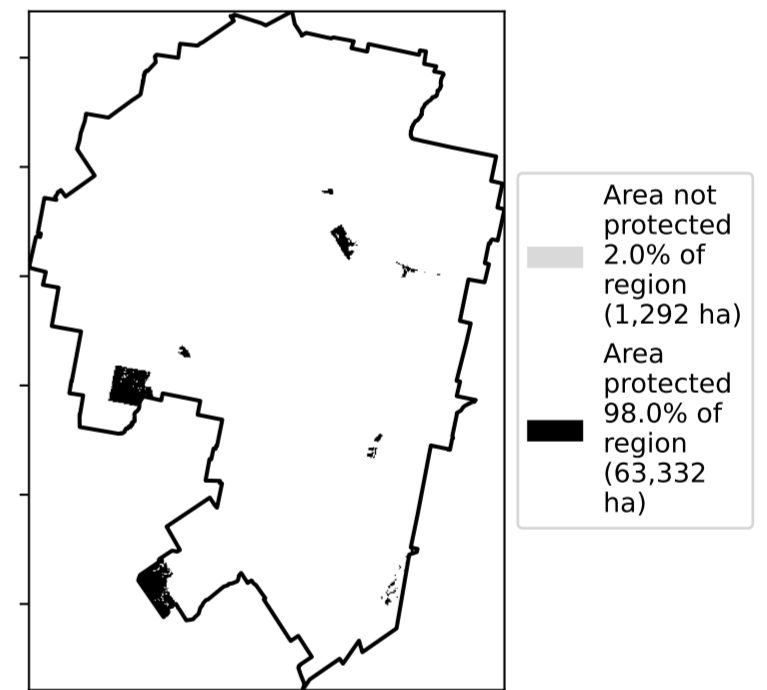 Area not
protected
2.0% of
region
(1,292 ha)
Area
protected
98.0% of
region
(63,332
ha)